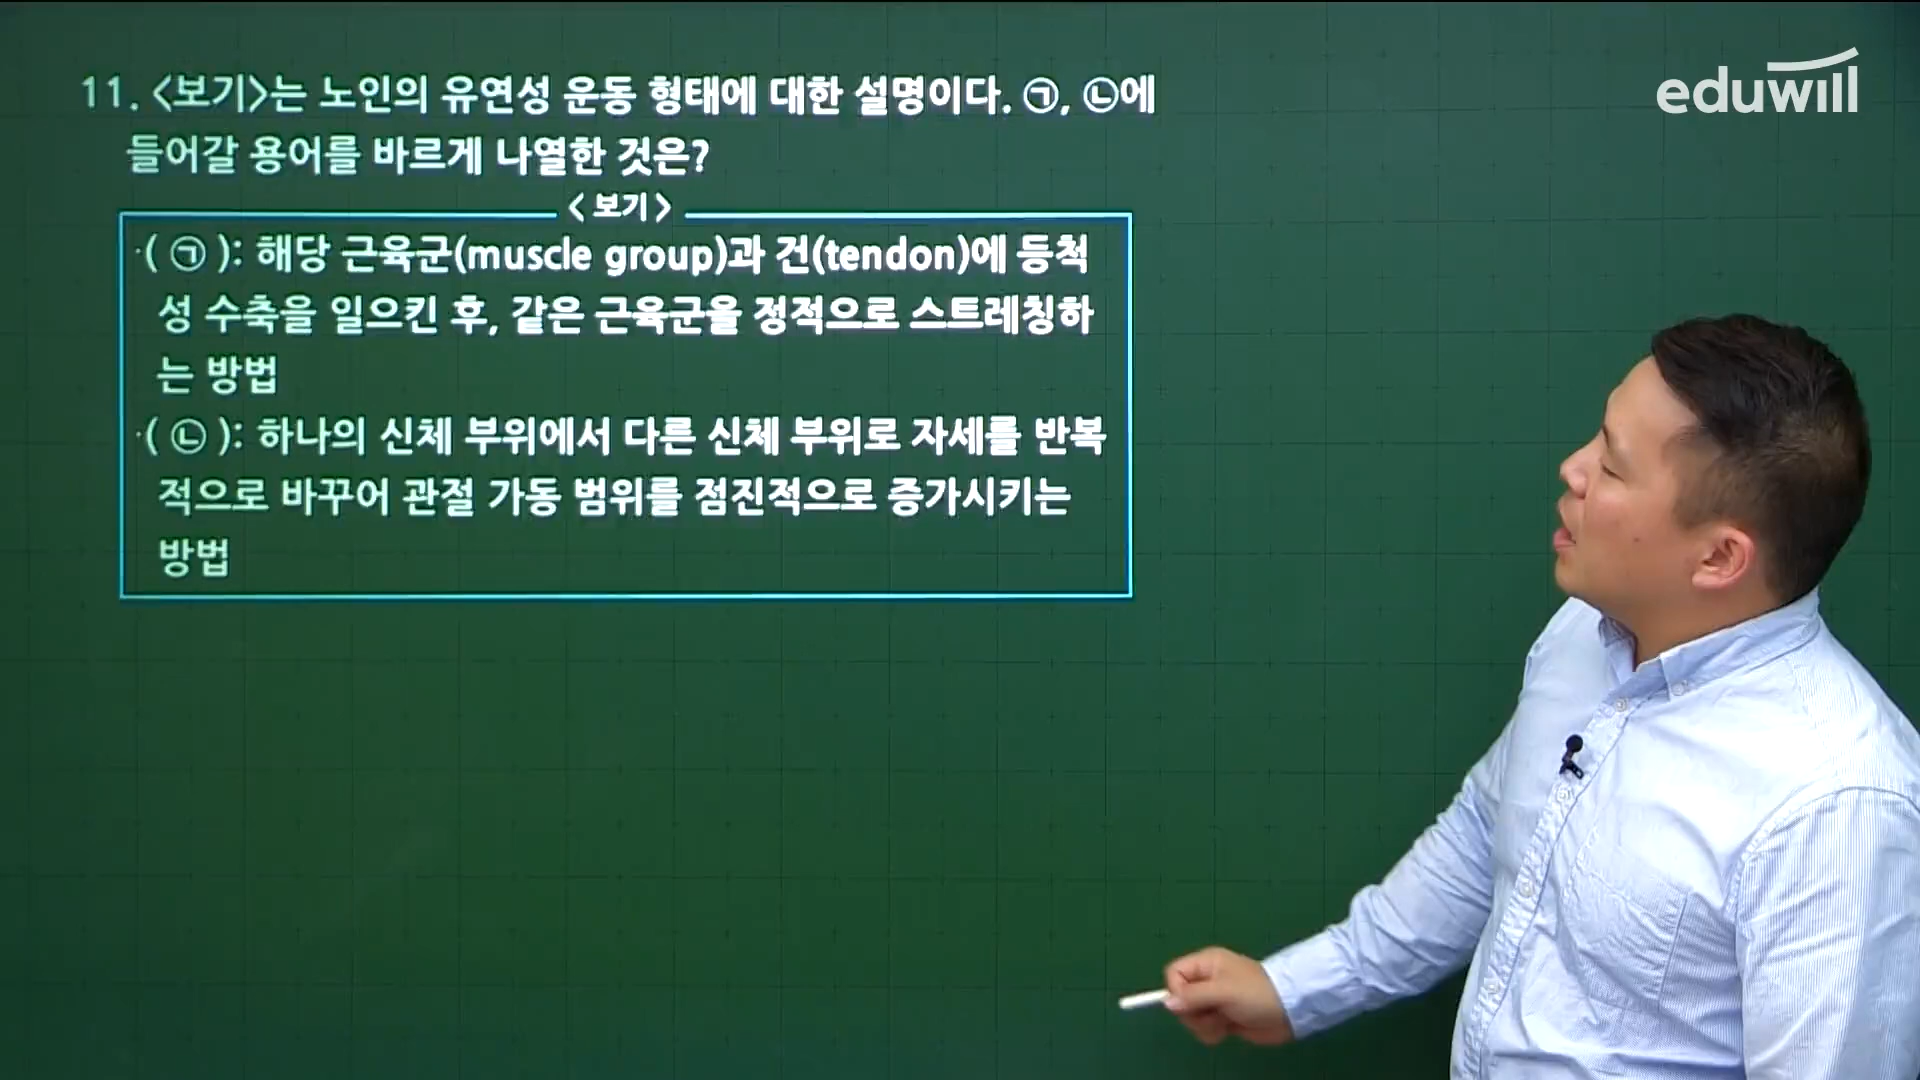 eduwill
11. <보기>는 노인의 유연성 운동 형태에 대한 설명이다. ㉠, ㉡에
들어갈 용어를 바르게 나열한 것은?
< 보기 >
·( ㉠ ): 해당 근육군(muscle group)과 건(tendon)에 등척
성 수축을 일으킨 후, 같은 근육군을 정적으로 스트레칭하
는 방법
·( ㉡ ): 하나의 신체 부위에서 다른 신체 부위로 자세를 반복
적으로 바꾸어 관절 가동 범위를 점진적으로 증가시키는
방법